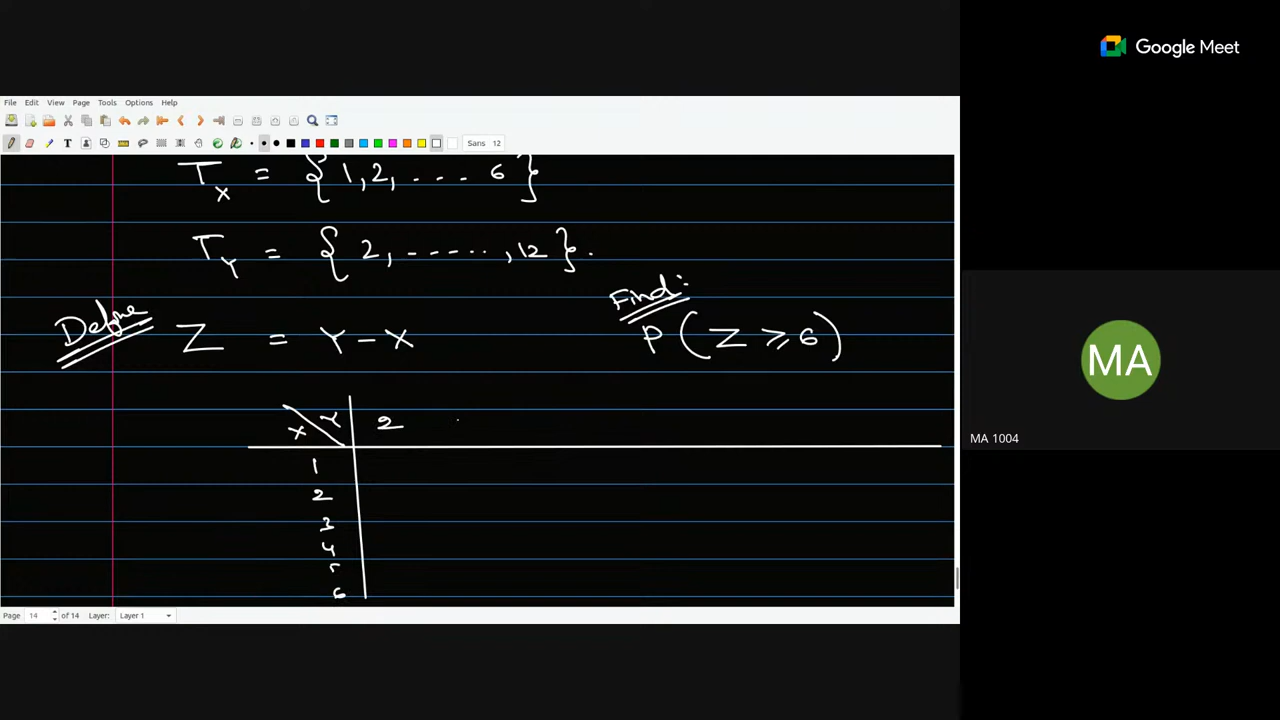 Google Meet
File Edit View Page Tools Options Help
Sans 12
T_X = { 1, 2, . . . . 6 }
T_Y = { 2, - - - - . . , 12 } .
Define Z = Y - X
Find:
P ( Z ⩾ 6 )
MA
MA 1004
X Y 2
1
2
3
4
5
6
Page 14 of 14 Layer: Layer 1